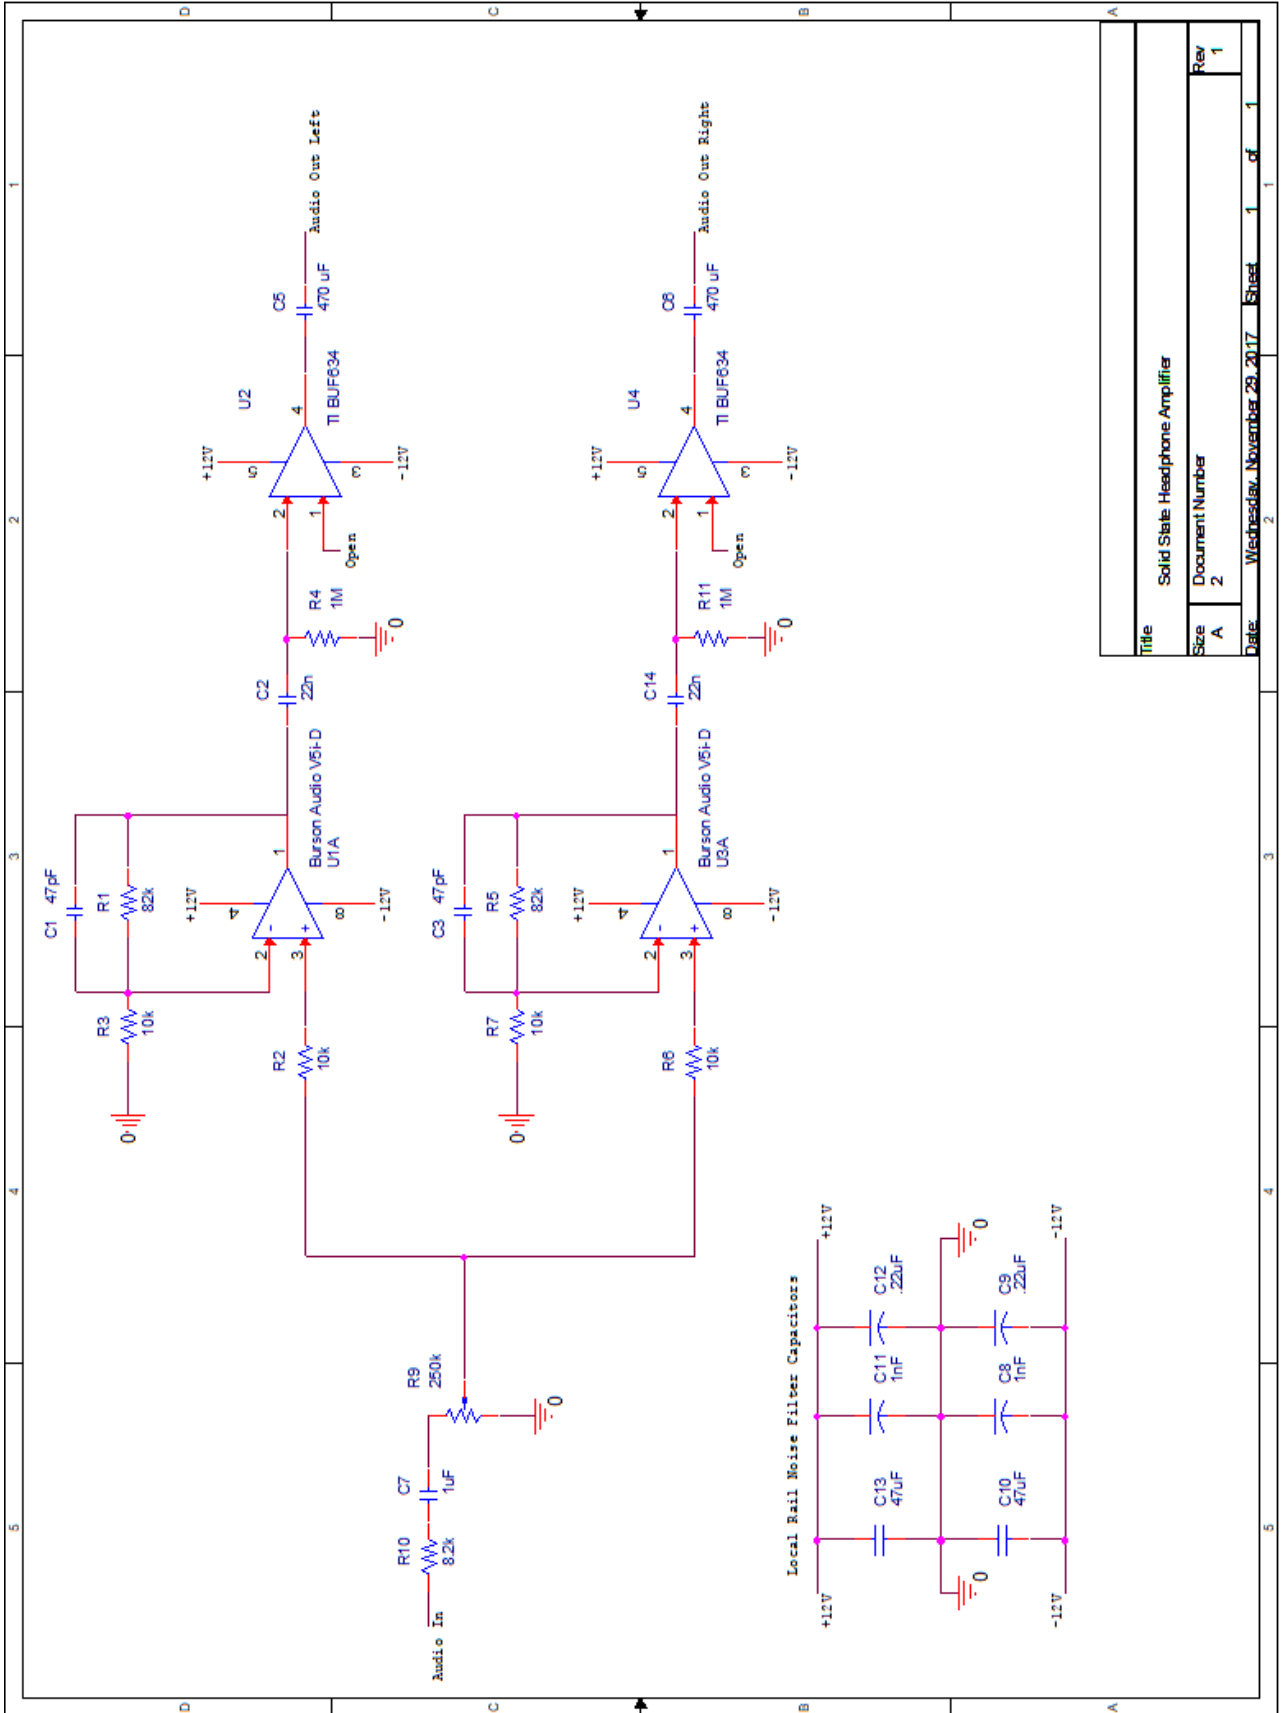 5
4
3
2
1
D
D
C1 47pF
R3
10k
R1
82k
0
+12V
4
2
-
3
+
1
8
-12V
Burson Audio V5i-D
U1A
R2
10k
C2
22n
R4
1M
0
+12V
5
U2
2
1
4
3
Open
-12V
TI BUF634
C5
470 uF
Audio Out Left
C
C
R10
8.2k
C7
1uF
R9
250k
0
Audio In
C3 47pF
R7
10k
R5
82k
0
+12V
4
2
-
3
+
1
8
-12V
Burson Audio V5i-D
U3A
R6
10k
C14
22n
R11
1M
0
+12V
5
U4
2
1
4
3
Open
-12V
TI BUF634
C6
470 uF
Audio Out Right
B
B
Local Rail Noise Filter Capacitors
+12V
+12V
C13
47uF
C11
1nF
C12
.22uF
0
0
C10
47uF
C8
1nF
C9
.22uF
-12V
-12V
A
A
Title
Solid State Headphone Amplifier
Size
A
Document Number
2
Rev
1
Date:
Wednesday, November 29, 2017
Sheet
1
of
1
5
4
3
2
1